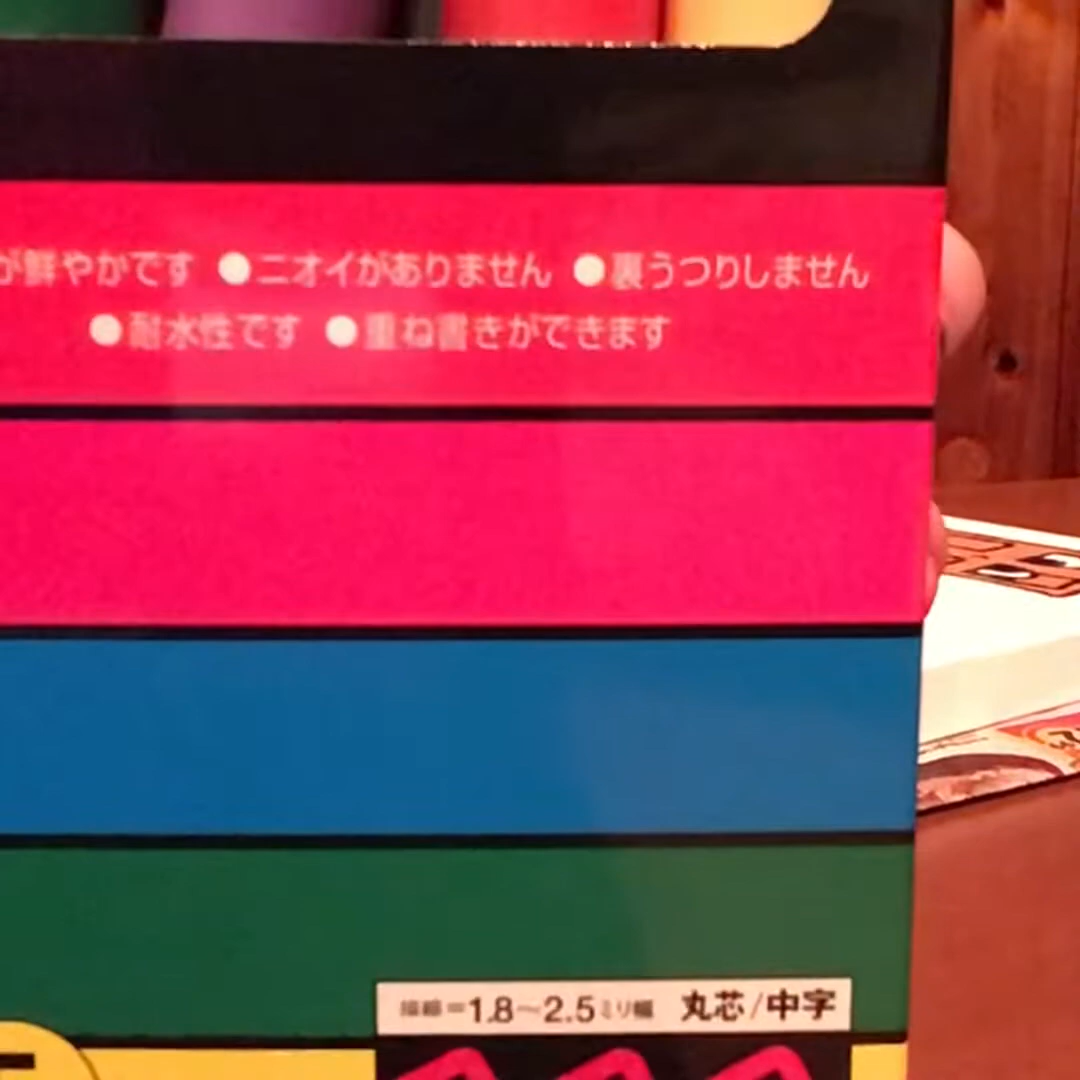 が鮮やかです ●ニオイがありません ●裏うつりしません
●耐水性です ●重ね書きができます
描線=1.8〜2.5ミリ幅 丸芯/中字